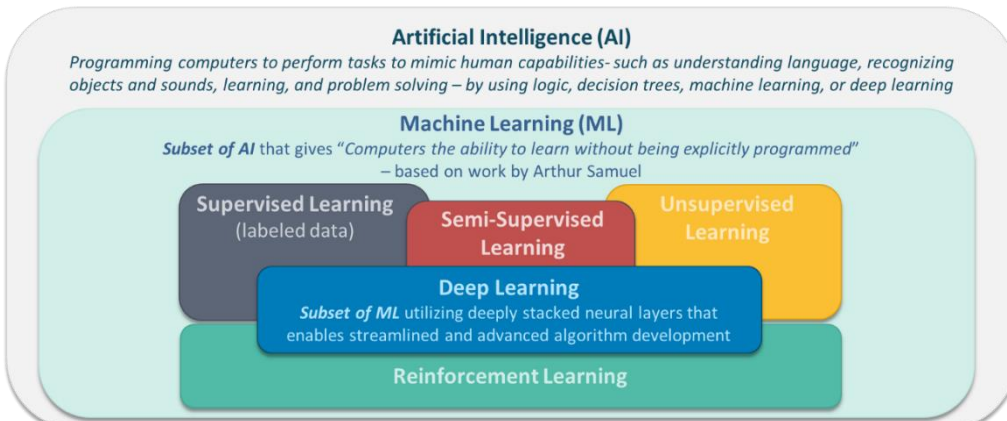 Artificial Intelligence (AI)
Programming computers to perform tasks to mimic human capabilities- such as understanding language, recognizing
objects and sounds, learning, and problem solving – by using logic, decision trees, machine learning, or deep learning
Machine Learning (ML)
Subset of AI that gives “Computers the ability to learn without being explicitly programmed”
– based on work by Arthur Samuel
Supervised Learning
(labeled data)
Semi-Supervised
Learning
Unsupervised
Learning
Deep Learning
Subset of ML utilizing deeply stacked neural layers that
enables streamlined and advanced algorithm development
Reinforcement Learning